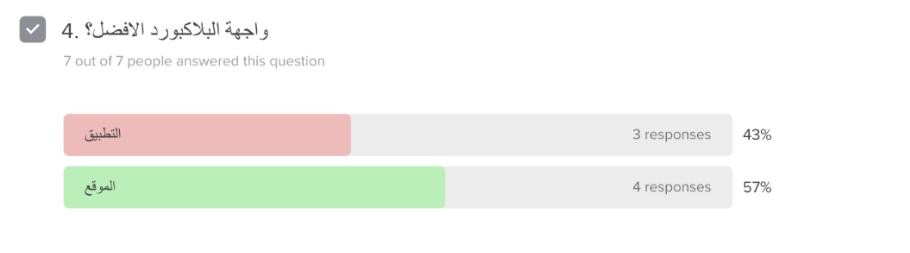 4. واجهة البلاكبورد الافضل؟
7 out of 7 people answered this question
التطبيق 3 responses 43%
الموقع 4 responses 57%